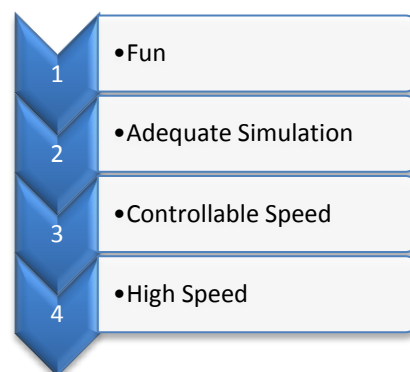 1
•Fun
2
•Adequate Simulation
3
•Controllable Speed
4
•High Speed